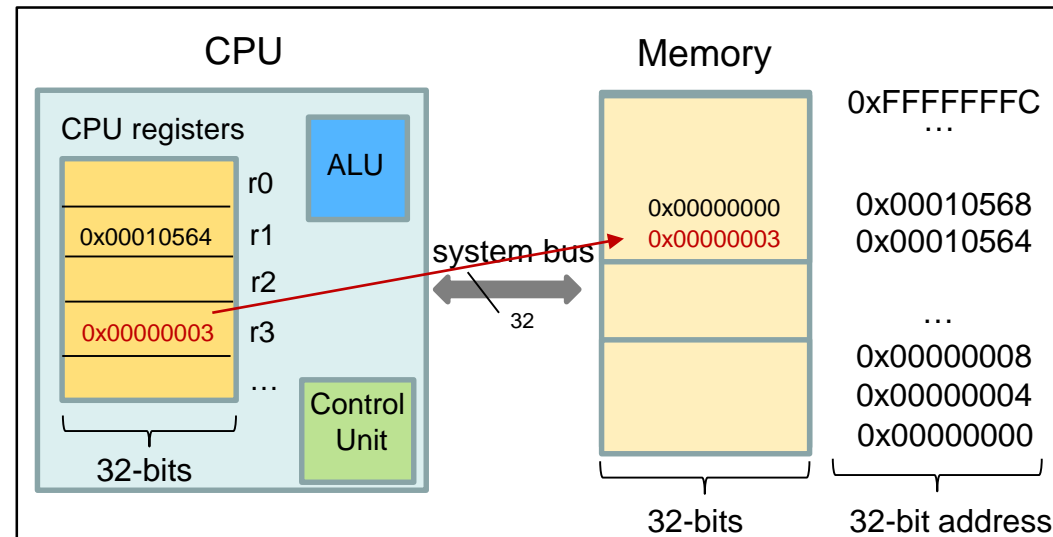 CPU
Memory
CPU registers
ALU
r0
0x00010564
r1
r2
0x00000003
r3
…
Control
Unit
32-bits
system bus
32
0x00000000
0x00000003
32-bits
0xFFFFFFFC
…
0x00010568
0x00010564
…
0x00000008
0x00000004
0x00000000
32-bit address